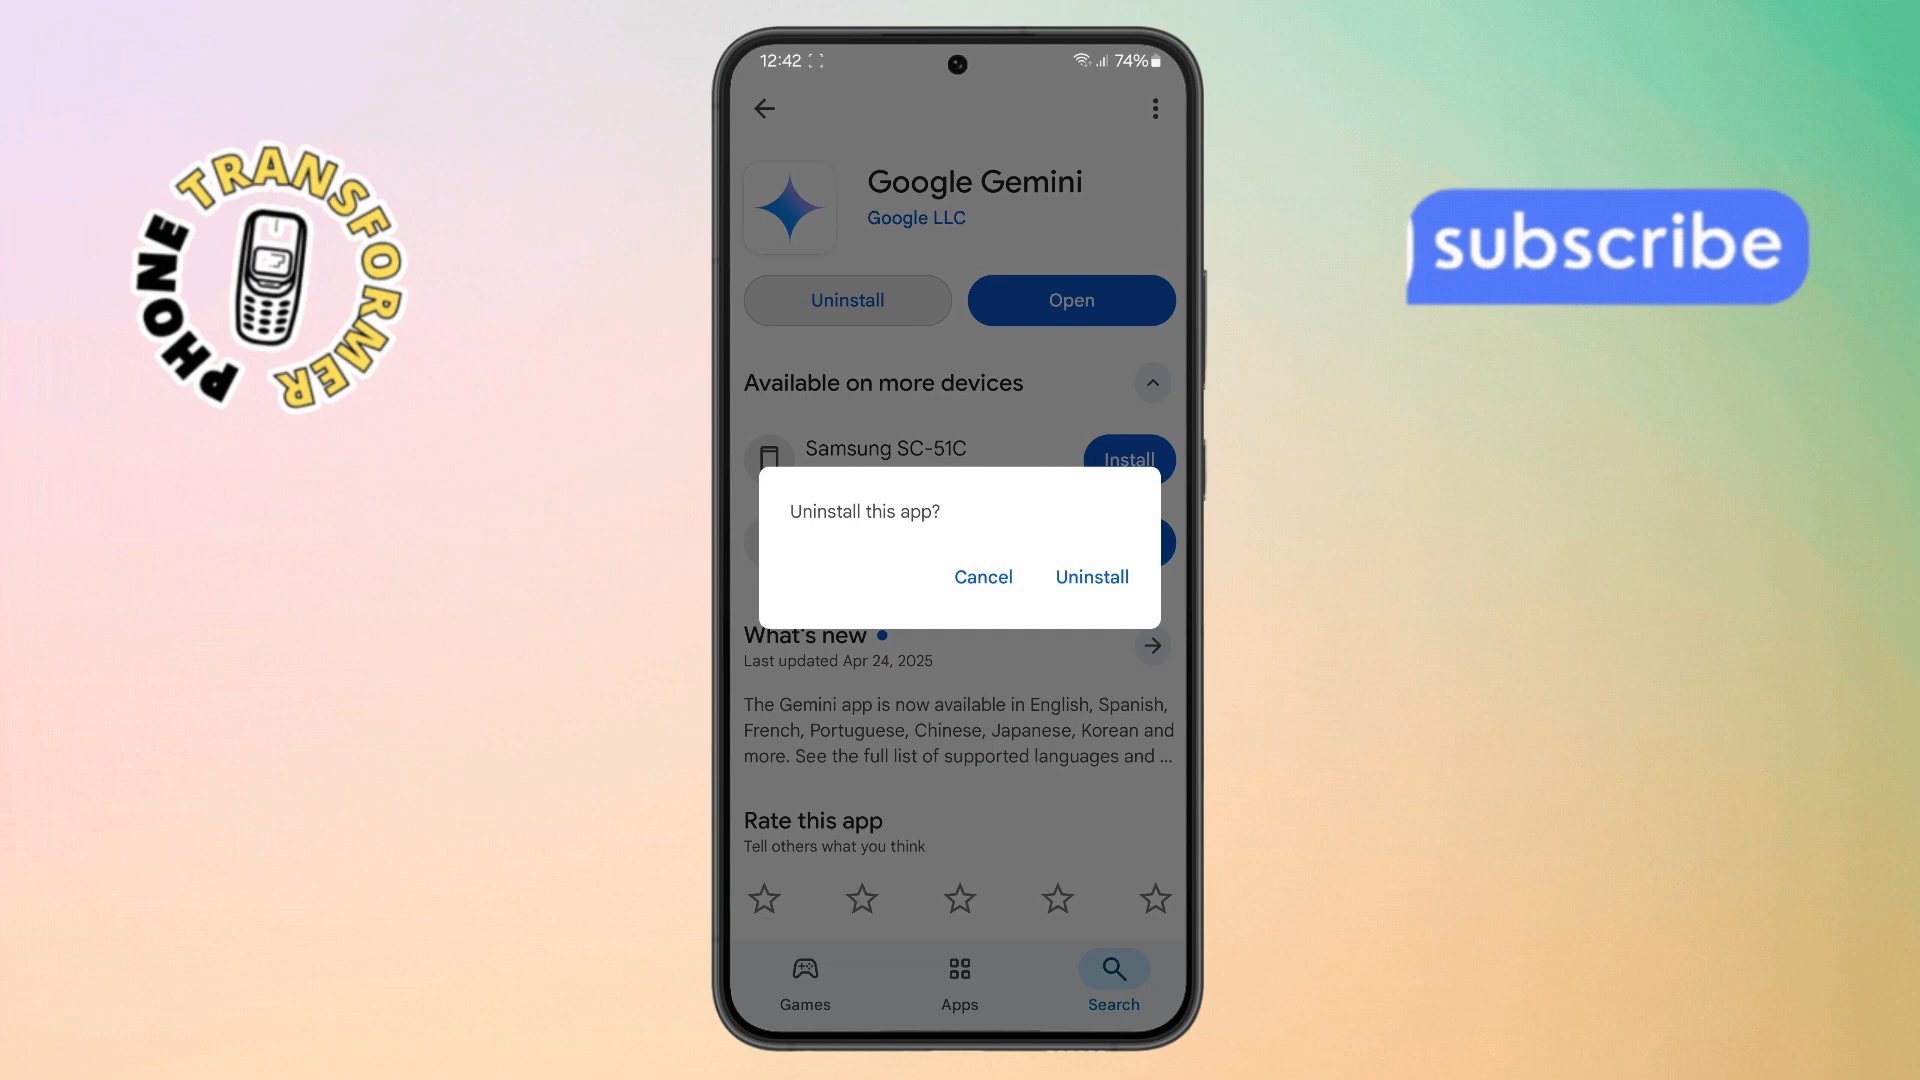 PHONE TRANSFORMER
12:42
74%
Google Gemini
Google LLC
Uninstall
Open
Available on more devices
Samsung SC-51C
Install
Uninstall this app?
Cancel
Uninstall
What's new
Last updated Apr 24, 2025
The Gemini app is now available in English, Spanish,
French, Portuguese, Chinese, Japanese, Korean and
more. See the full list of supported languages and ...
Rate this app
Tell others what you think
Games
Apps
Search
subscribe